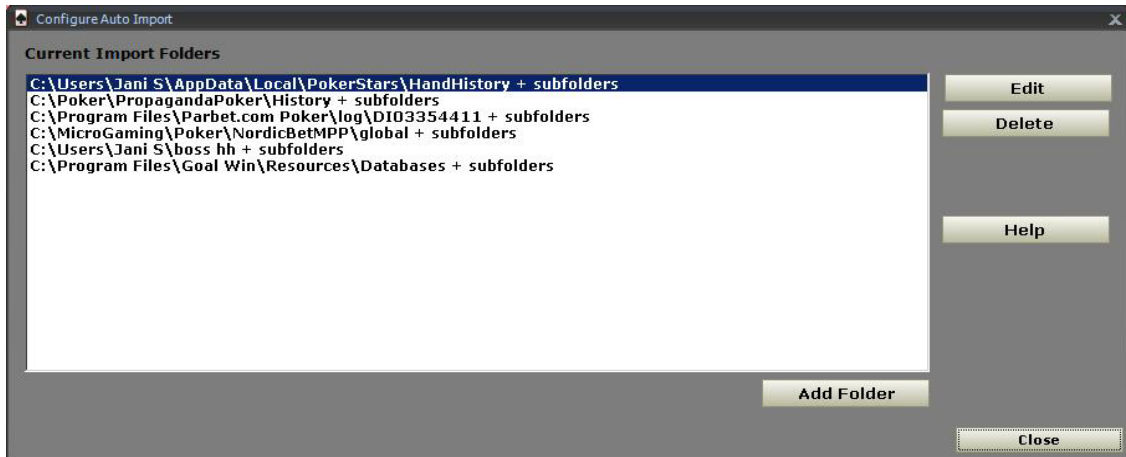 Configure Auto Import
X
Current Import Folders
C:\Users\Jani S\AppData\Local\PokerStars\HandHistory + subfolders
C:\Poker\PropagandaPoker\History + subfolders
C:\Program Files\Parbet.com Poker\log\DI03354411 + subfolders
C:\MicroGaming\Poker\NordicBetMPP\global + subfolders
C:\Users\Jani S\boss hh + subfolders
C:\Program Files\Goal Win\Resources\Databases + subfolders
Edit
Delete
Help
Add Folder
Close